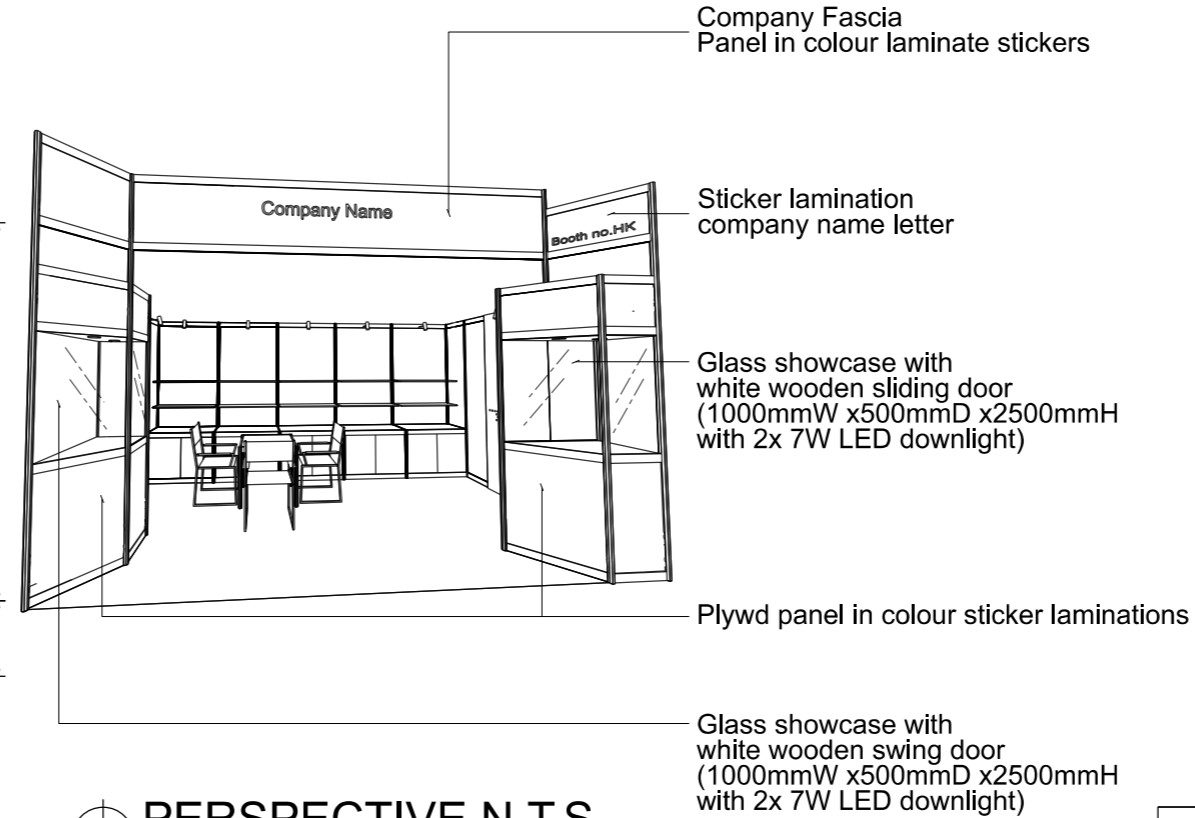 Company Fascia
Panel in colour laminate stickers
Company Name
Booth no.HK
Sticker lamination
company name letter
Glass showcase with
white wooden sliding door
(1000mmW x500mmD x2500mmH
with 2x 7W LED downlight)
Plywd panel in colour sticker laminations
Glass showcase with
white wooden swing door
(1000mmW x500mmD x2500mmH
with 2x 7W LED downlight)
PERSPECTIVE N.T.S.